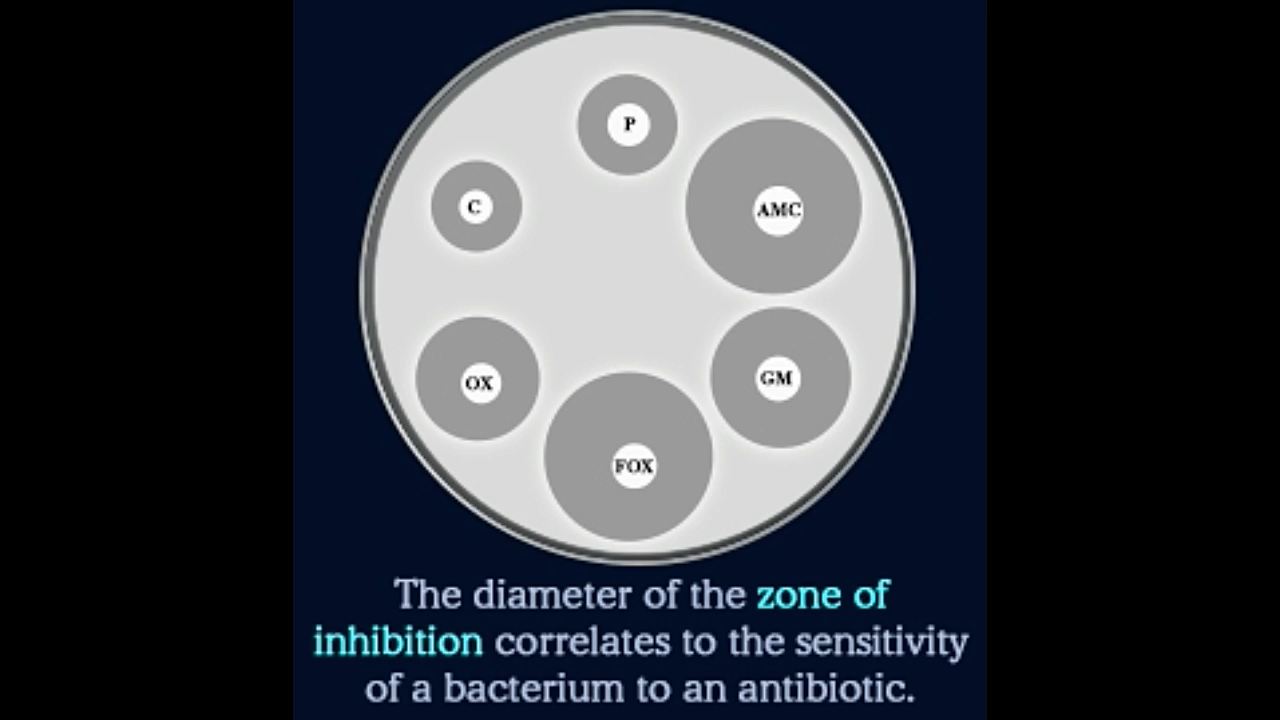 P
C
AMC
OX
GM
FOX
The diameter of the zone of
inhibition correlates to the sensitivity
of a bacterium to an antibiotic.